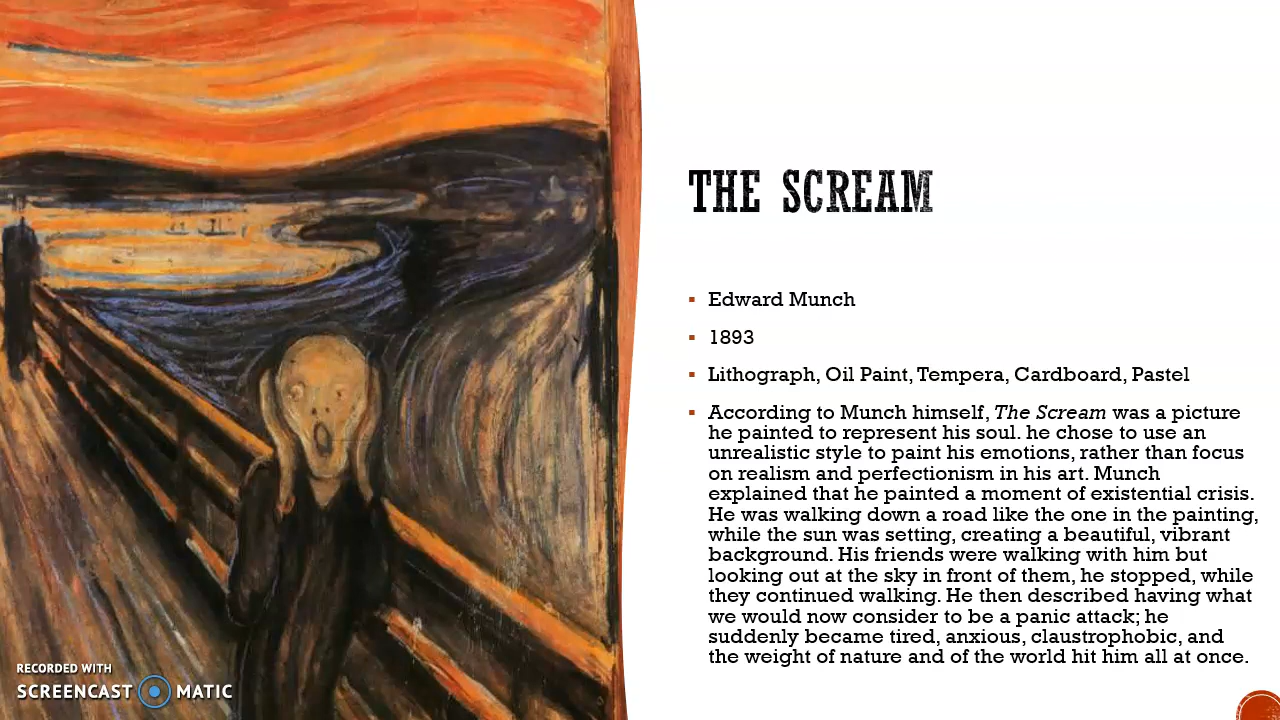 THE SCREAM
Edward Munch
1893
Lithograph, Oil Paint, Tempera, Cardboard, Pastel
According to Munch himself, The Scream was a picture
he painted to represent his soul. he chose to use an
unrealistic style to paint his emotions, rather than focus
on realism and perfectionism in his art. Munch
explained that he painted a moment of existential crisis.
He was walking down a road like the one in the painting,
while the sun was setting, creating a beautiful, vibrant
background. His friends were walking with him but
looking out at the sky in front of them, he stopped, while
they continued walking. He then described having what
we would now consider to be a panic attack; he
suddenly became tired, anxious, claustrophobic, and
the weight of nature and of the world hit him all at once.
RECORDED WITH
SCREENCAST MATIC